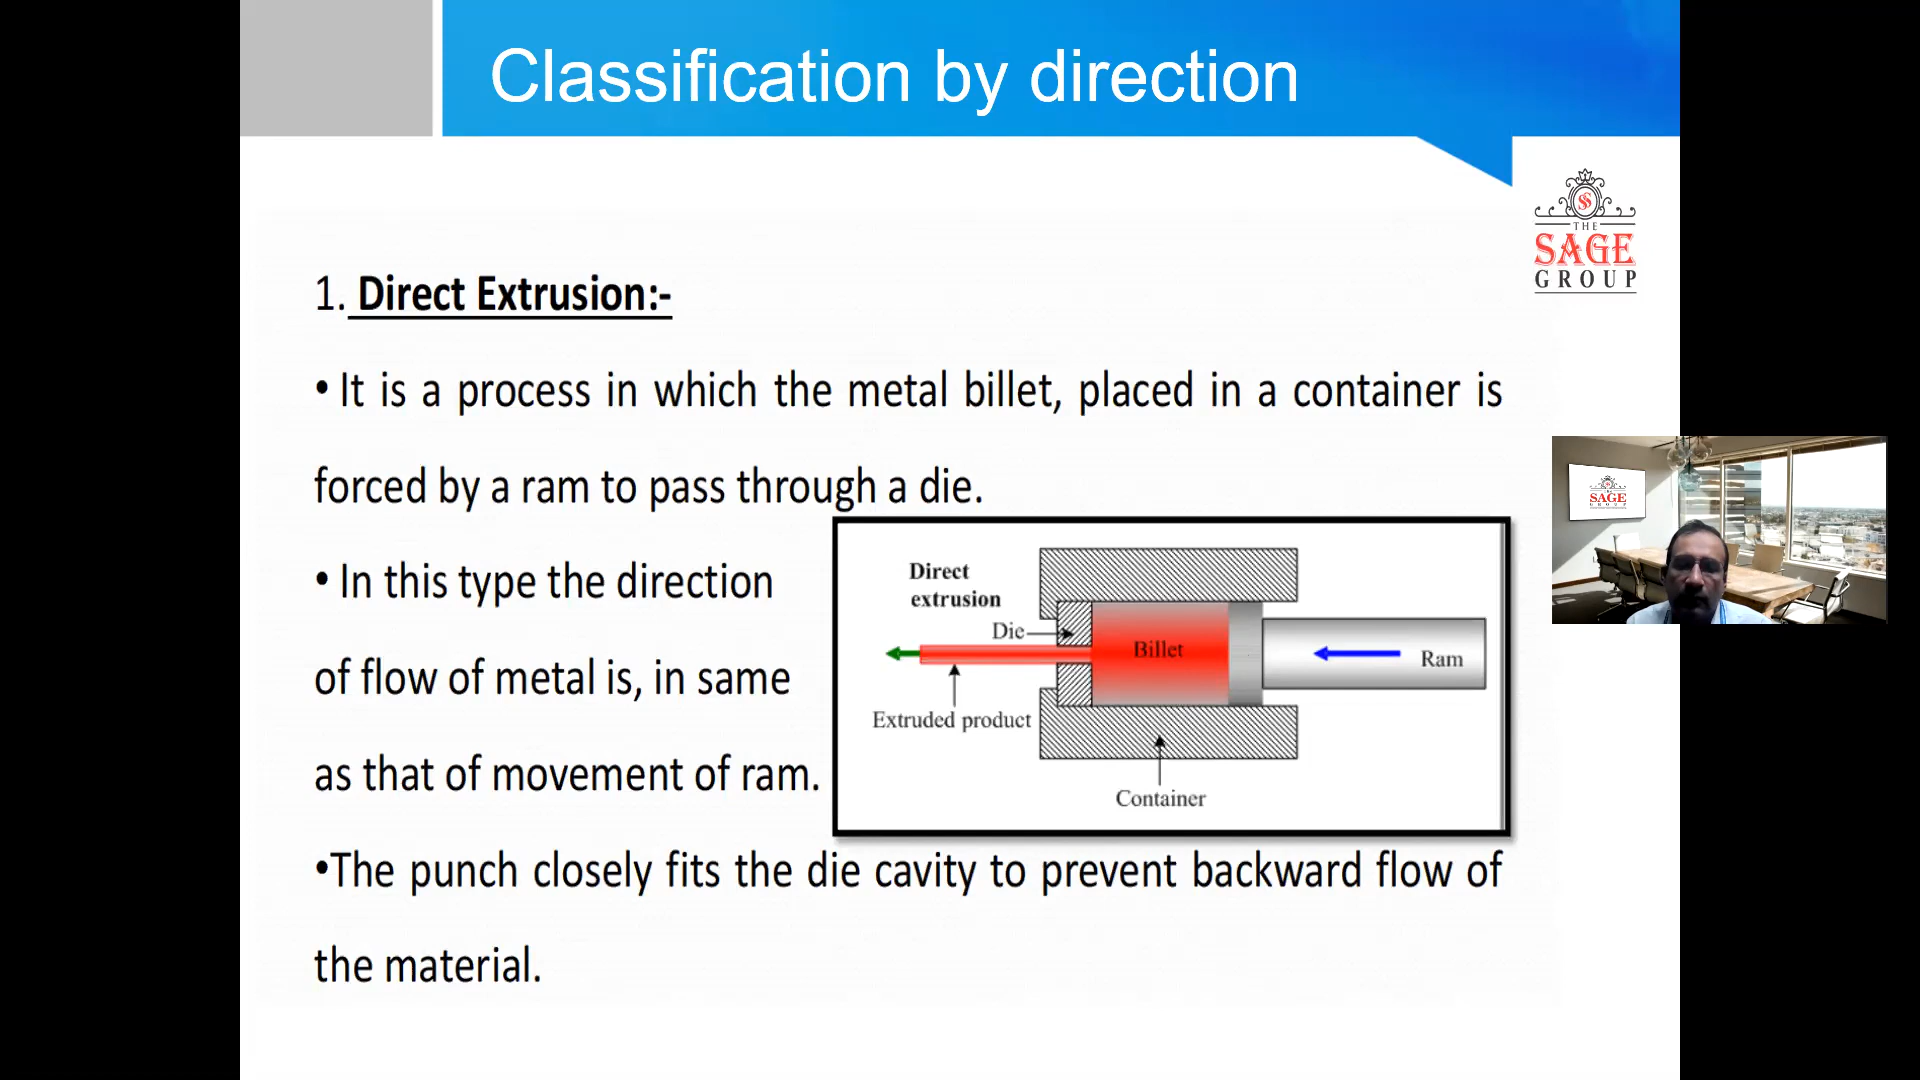 Classification by direction
SS
THE
SAGE
GROUP
1. Direct Extrusion:-
• It is a process in which the metal billet, placed in a container is
forced by a ram to pass through a die.
• In this type the direction
of flow of metal is, in same
as that of movement of ram.
•The punch closely fits the die cavity to prevent backward flow of
the material.
Direct
extrusion
Die
Billet
Ram
Extruded product
Container
SAGE